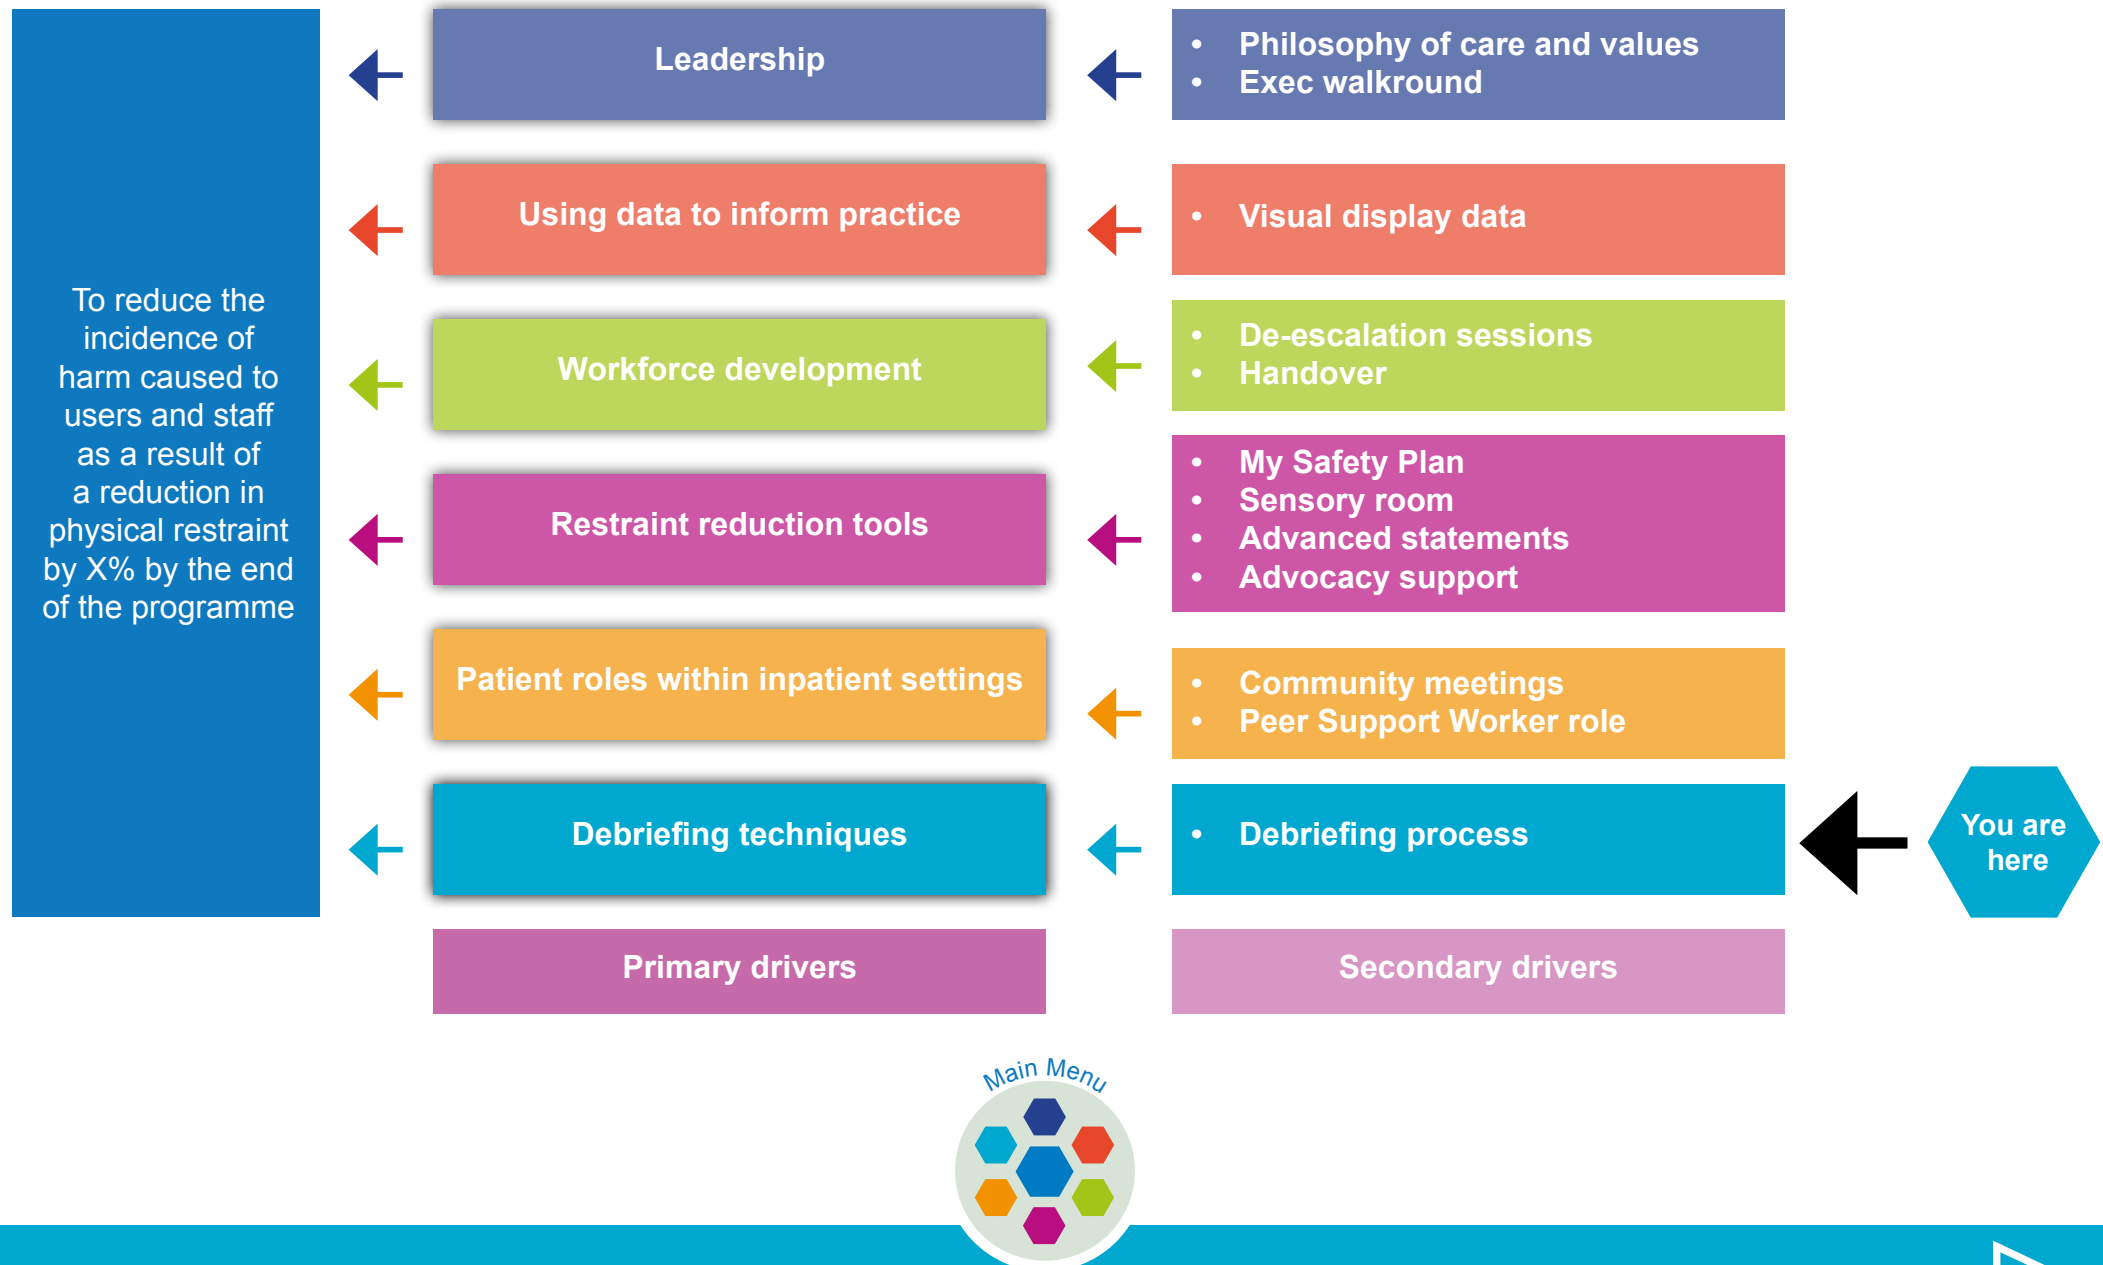 To reduce the
incidence of
harm caused to
users and staff
as a result of
a reduction in
physical restraint
by X% by the end
of the programme
Leadership
• Philosophy of care and values
• Exec walkround
Using data to inform practice
• Visual display data
Workforce development
• De-escalation sessions
• Handover
Restraint reduction tools
• My Safety Plan
• Sensory room
• Advanced statements
• Advocacy support
Patient roles within inpatient settings
• Community meetings
• Peer Support Worker role
Debriefing techniques
• Debriefing process
You are
here
Primary drivers
Secondary drivers
Main Menu